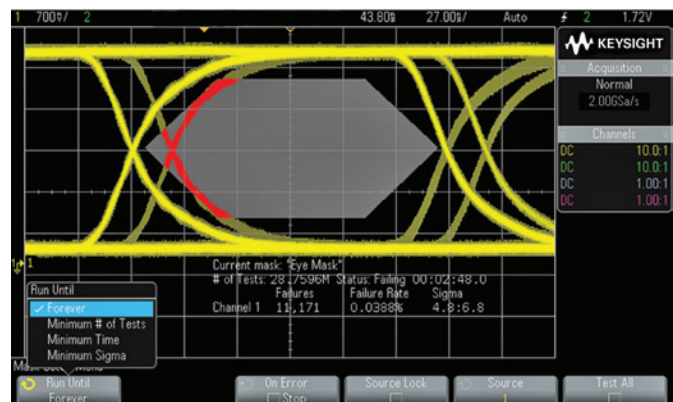 1 700▽/ 2 43.80▽ 27.00▽/ Auto 2 1.72V
KEYSIGHT
Acquisition
Normal
2.00GSa/s
Channels
DC 10.0:1
DC 10.0:1
DC 1.00:1
DC 1.00:1
1
Current mask: "Eye Mask"
# of Tests: 28.7596M Status: Failing 00:02:48.0
Failures Failure Rate Sigma
Channel 1 11,171 0.0388% 4.8:6.8
Run Until
✓ Forever
Minimum # of Tests
Minimum Time
Minimum Sigma
Run Until
Forever
On Error
Stop
Source Lock
Source
1
Test All